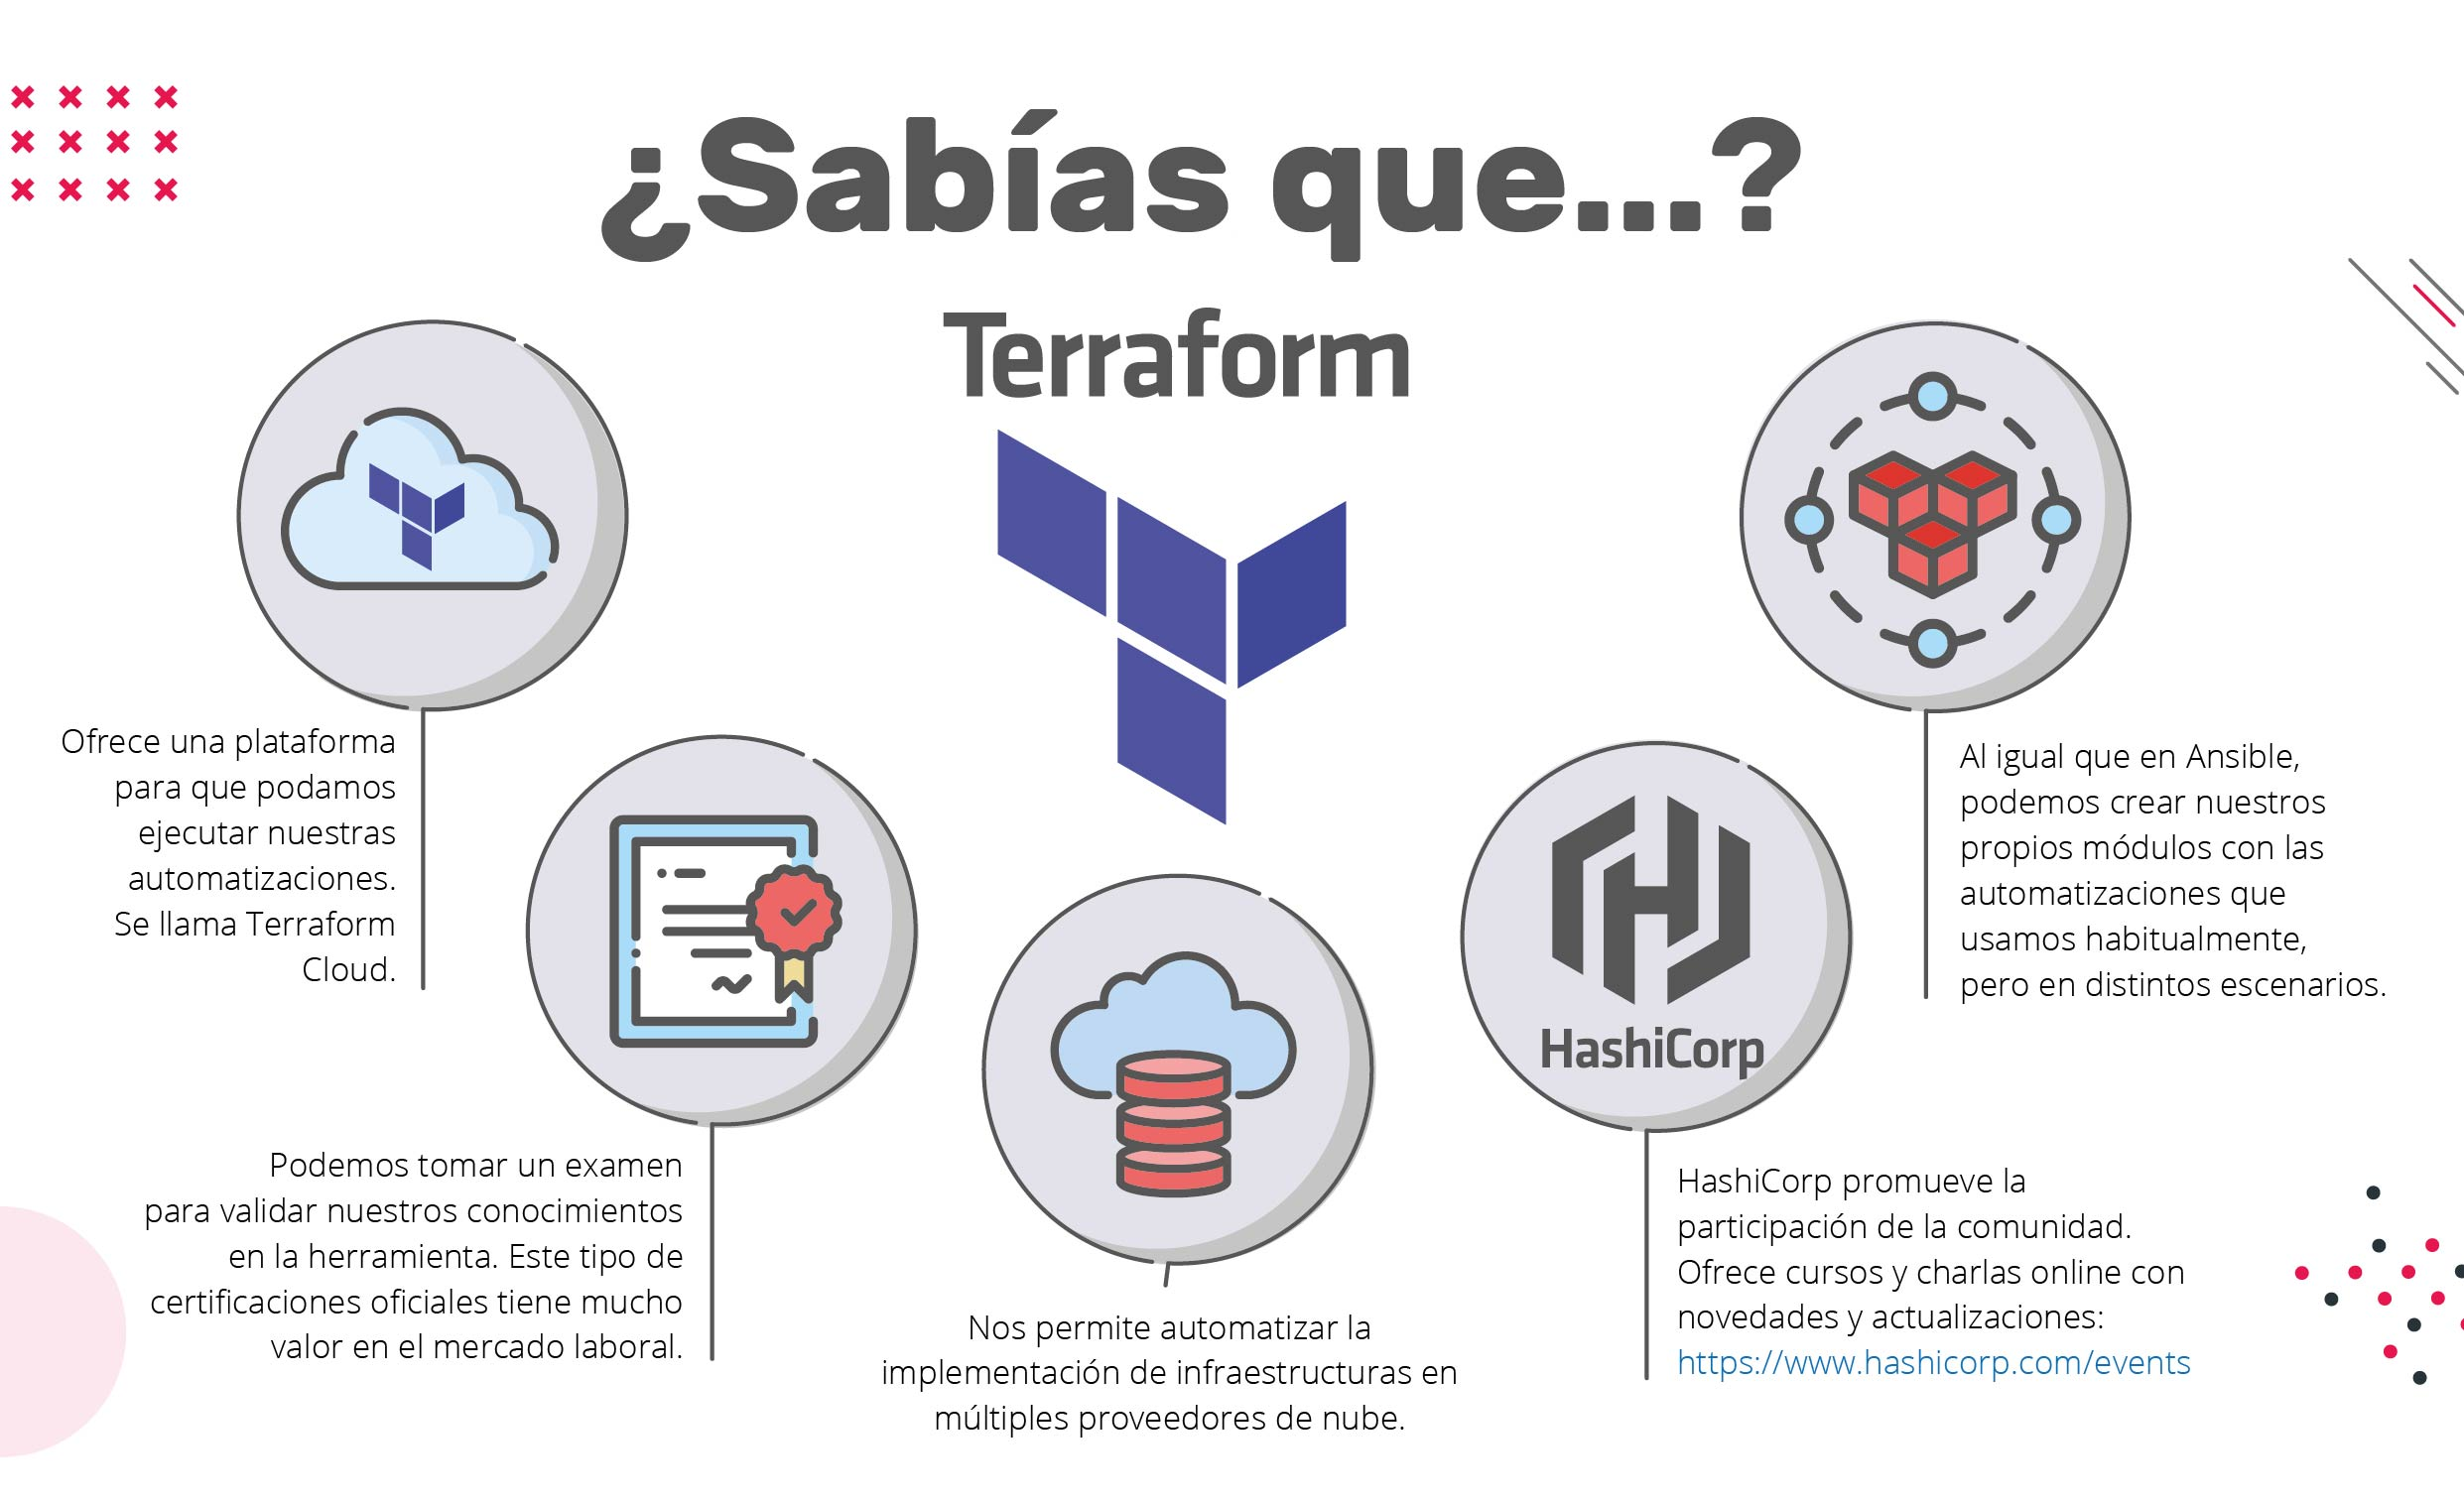 ¿Sabías que...?
Terraform
Ofrece una plataforma
para que podamos
ejecutar nuestras
automatizaciones.
Se llama Terraform
Cloud.
Podemos tomar un examen
para validar nuestros conocimientos
en la herramienta. Este tipo de
certificaciones oficiales tiene mucho
valor en el mercado laboral.
Nos permite automatizar la
implementación de infraestructuras en
múltiples proveedores de nube.
HashiCorp
HashiCorp promueve la
participación de la comunidad.
Ofrece cursos y charlas online con
novedades y actualizaciones:
https://www.hashicorp.com/events
Al igual que en Ansible,
podemos crear nuestros
propios módulos con las
automatizaciones que
usamos habitualmente,
pero en distintos escenarios.